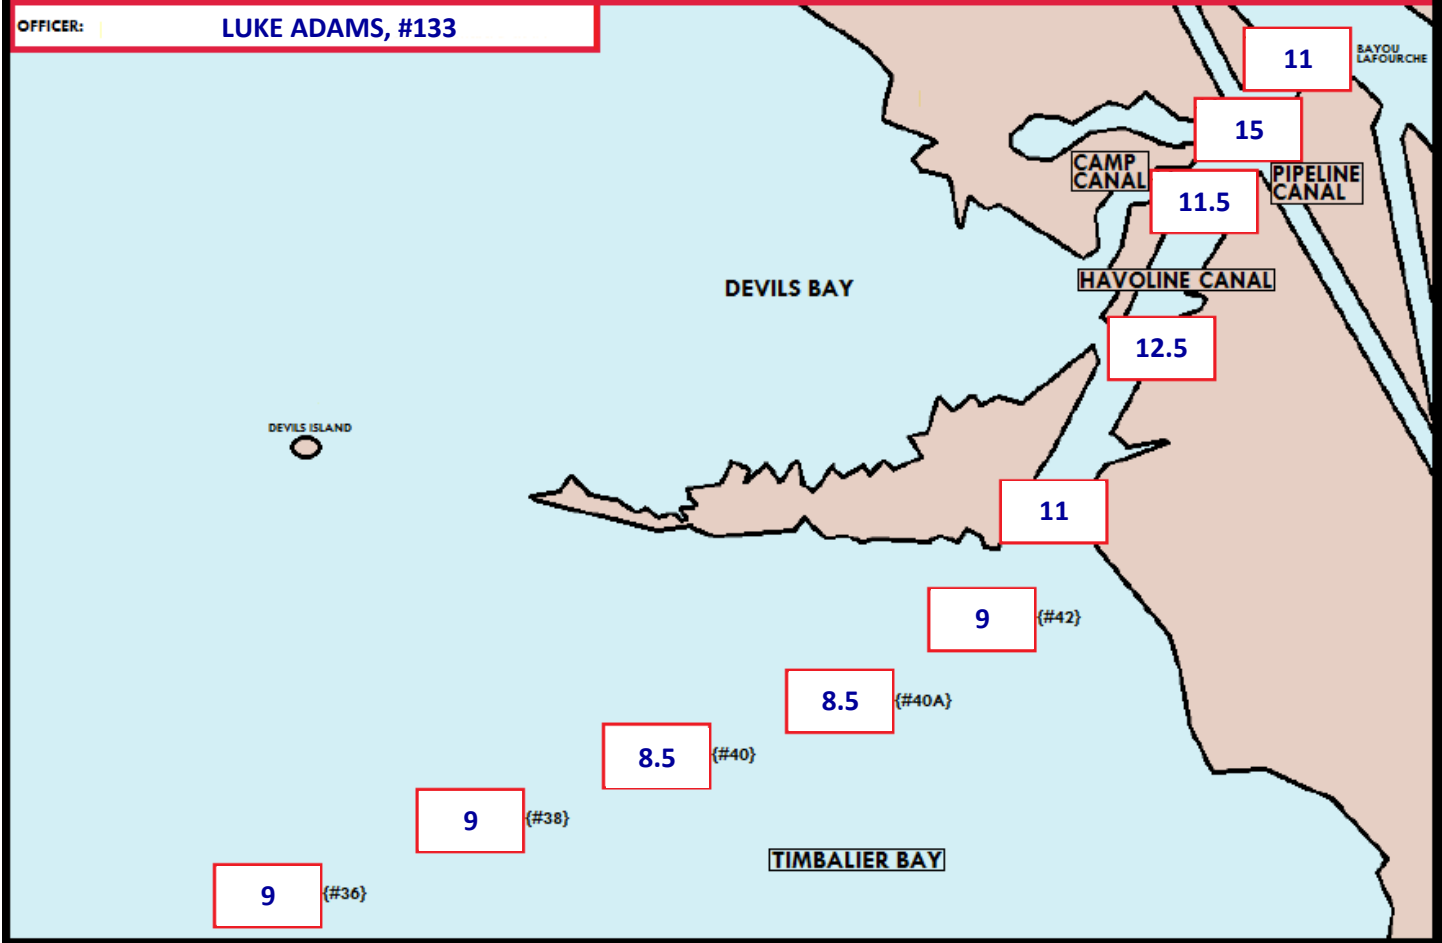 OFFICER: LUKE ADAMS, #133
11
BAYOU
LAFOURCHE
15
CAMP
CANAL
PIPELINE
CANAL
11.5
HAVOLINE CANAL
DEVILS BAY
12.5
DEVILS ISLAND
11
9 {#42}
8.5 {#40A}
8.5 {#40}
9 {#38}
TIMBALIER BAY
9 {#36}